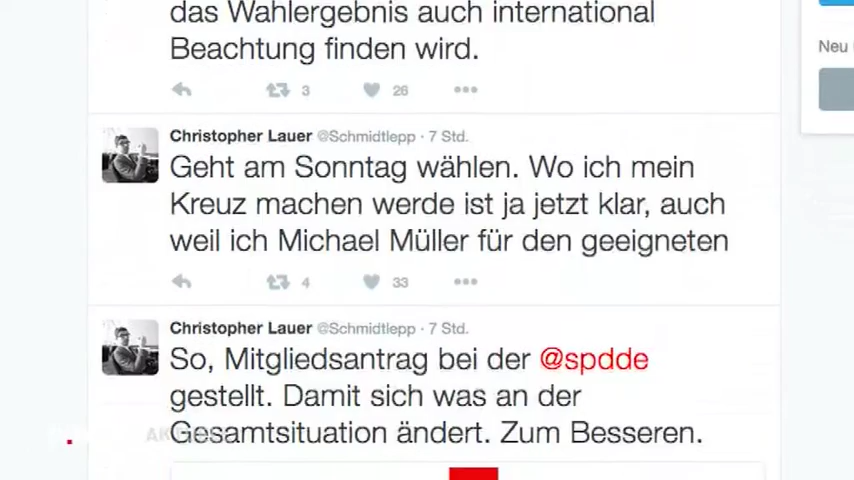 das Wahlergebnis auch international
Beachtung finden wird.
3 26
Christopher Lauer @Schmidtlepp · 7 Std.
Geht am Sonntag wählen. Wo ich mein
Kreuz machen werde ist ja jetzt klar, auch
weil ich Michael Müller für den geeigneten
4 33
Christopher Lauer @Schmidtlepp · 7 Std.
So, Mitgliedsantrag bei der @spdde
gestellt. Damit sich was an der
Gesamtsituation ändert. Zum Besseren.
Neu